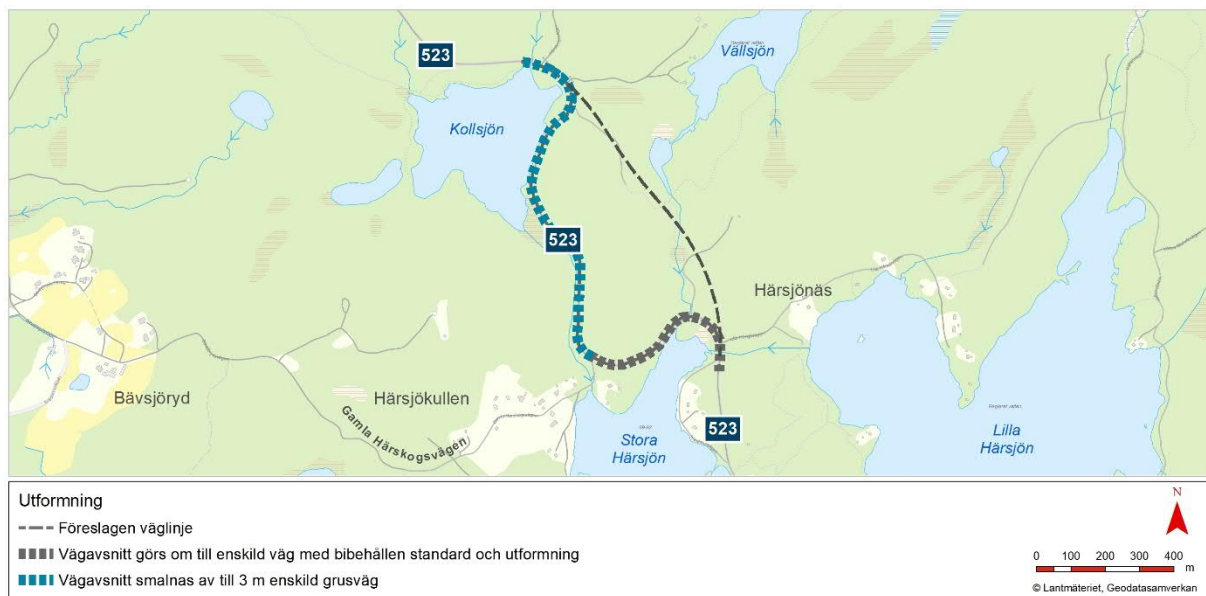 523
Vällsjön
Kollsjön
523
Härsjönäs
Bävsjöryd
Härsjökullen
Gamla Härskogsvägen
Stora
Härsjön
523
Lilla
Härsjön
Utformning
Föreslagen väglinje
Vägavsnitt görs om till enskild väg med bibehållen standard och utformning
Vägavsnitt smalnas av till 3 m enskild grusväg
N
0 100 200 300 400
m
© Lantmäteriet, Geodatasamverkan